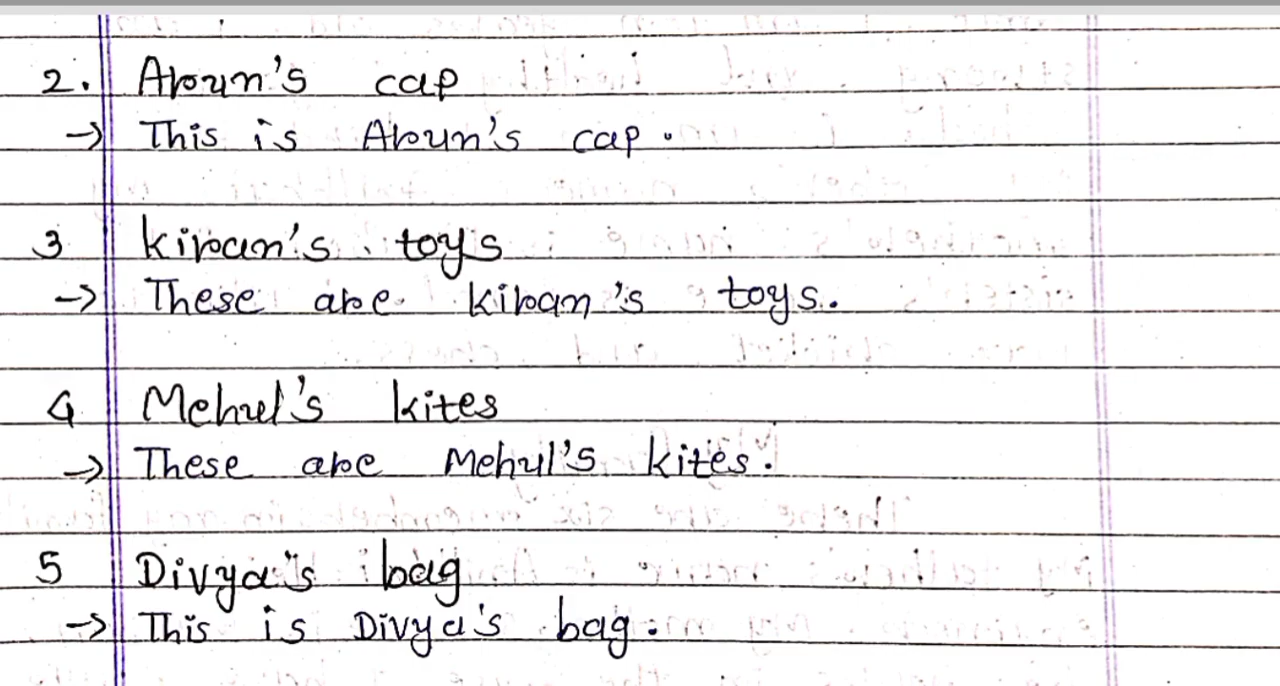 2. Arun's cap
→ This is Arun's cap.
3 kiran's toys
→ These are kiran's toys.
4 Mehul's kites
→ These are Mehul's kites.
5 Divya's bag
→ This is Divya's bag.